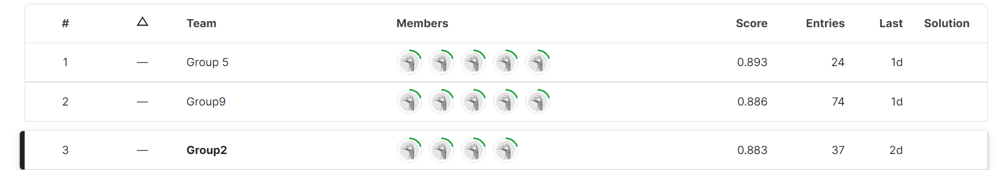 # △ Team Members Score Entries Last Solution
1 — Group 5 0.893 24 1d
2 — Group9 0.886 74 1d
3 — Group2 0.883 37 2d